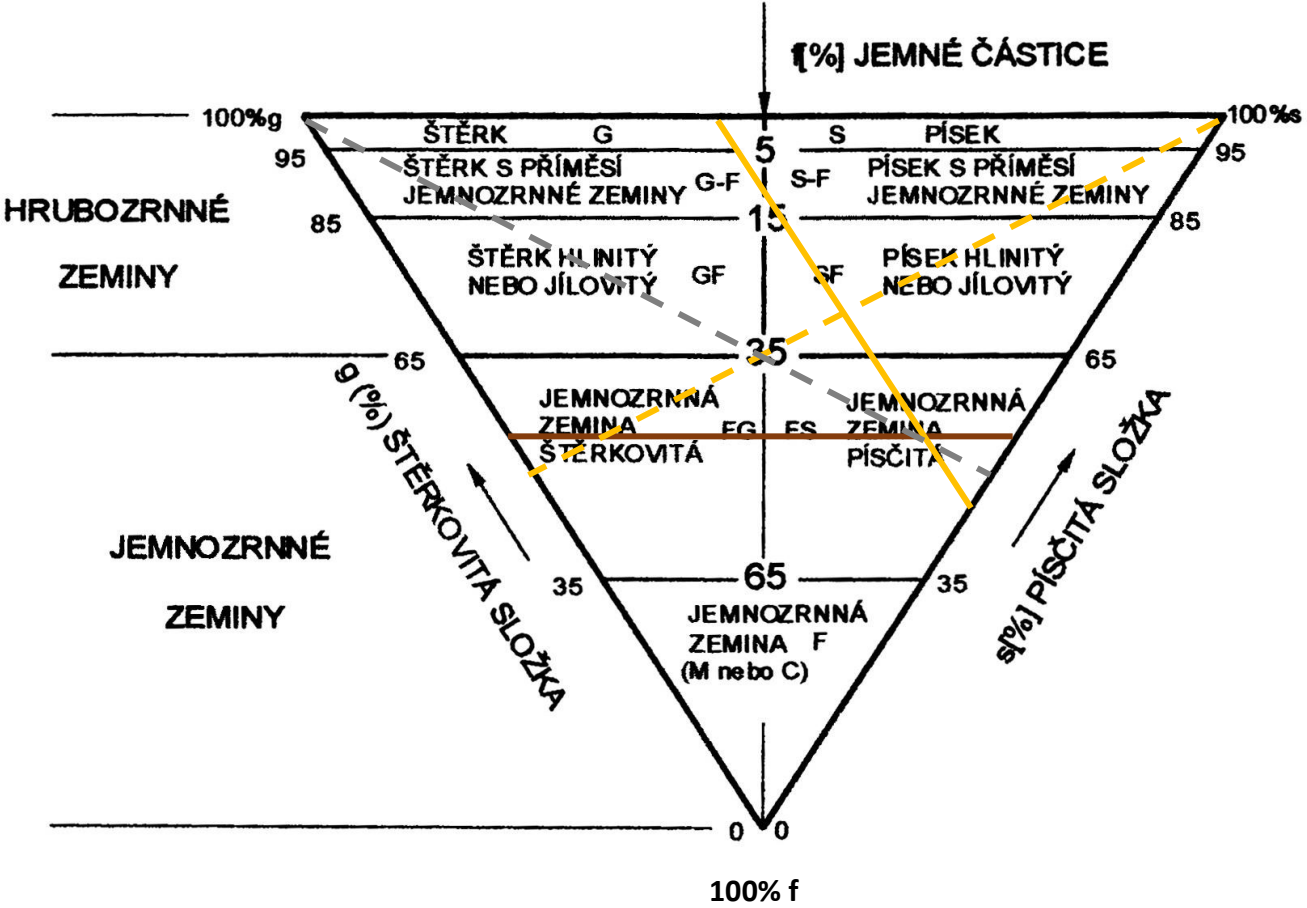 f[%] JEMNÉ ČÁSTICE
100%g
100%s
ŠTĚRK G
5
S PÍSEK
95
95
ŠTĚRK S PŘÍMĚSÍ
JEMNOZRNNÉ ZEMINY
G-F
S-F
PÍSEK S PŘÍMĚSÍ
JEMNOZRNNÉ ZEMINY
HRUBOZRNNÉ
ZEMINY
85
15
85
ŠTĚRK HLINITÝ
NEBO JÍLOVITÝ
GF
SF
PÍSEK HLINITÝ
NEBO JÍLOVITÝ
65
35
65
g (%) ŠTĚRKOVITÁ SLOŽKA
JEMNOZRNNÁ
ZEMINA
ŠTĚRKOVITÁ
FG
FS
JEMNOZRNNÁ
ZEMINA
PÍSČITÁ
s[%] PÍSČITÁ SLOŽKA
JEMNOZRNNÉ
ZEMINY
35
65
35
JEMNOZRNNÁ
ZEMINA F
(M nebo C)
0
0
100% f